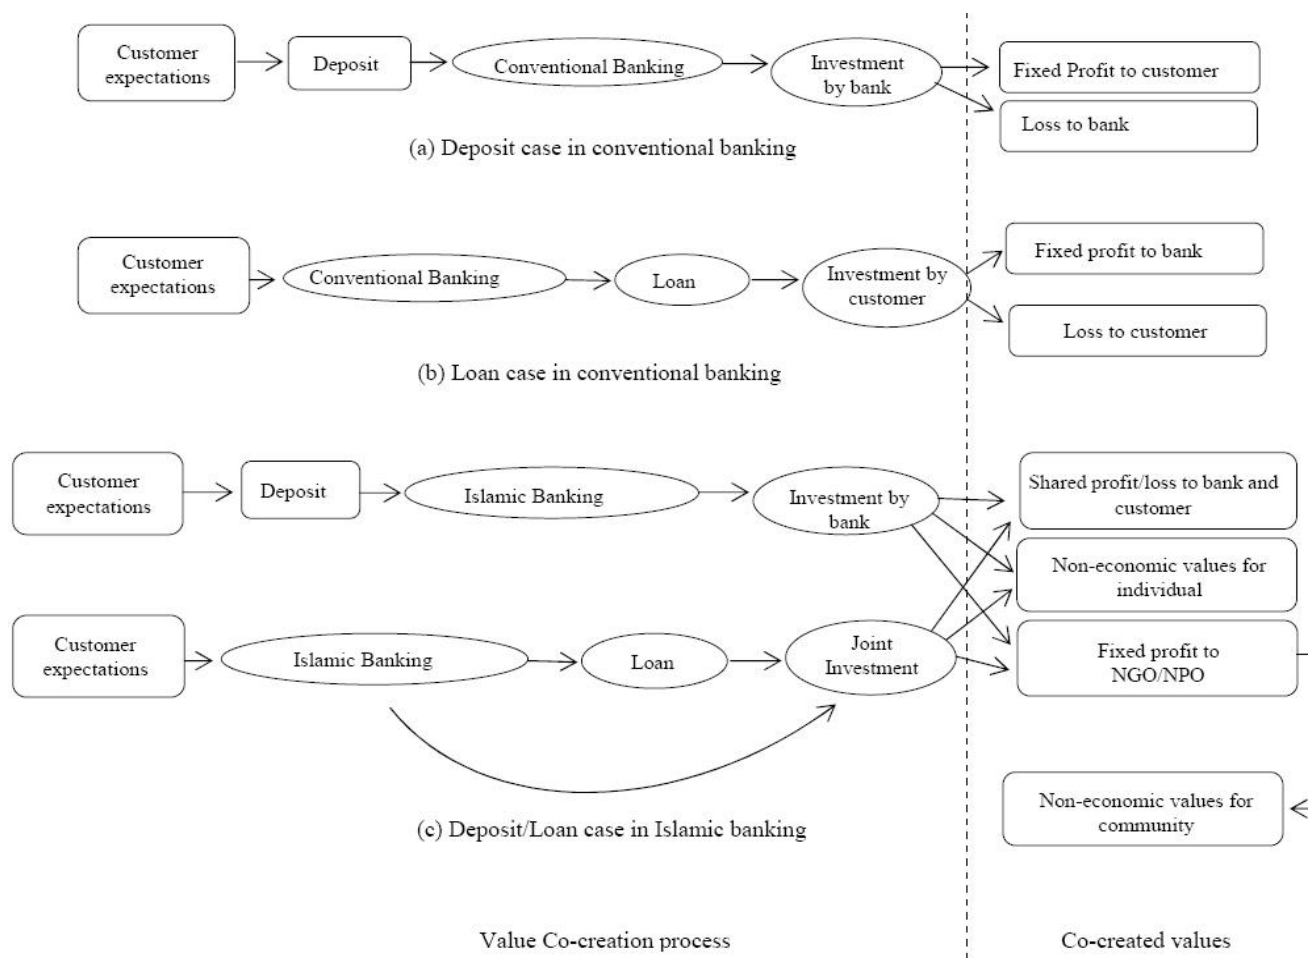 Customer
expectations
Deposit
Conventional Banking
Investment
by bank
Fixed Profit to customer
Loss to bank
(a) Deposit case in conventional banking
Customer
expectations
Conventional Banking
Loan
Investment by
customer
Fixed profit to bank
Loss to customer
(b) Loan case in conventional banking
Customer
expectations
Deposit
Islamic Banking
Investment by
bank
Shared profit/loss to bank and
customer
Non-economic values for
individual
Customer
expectations
Islamic Banking
Loan
Joint
Investment
Fixed profit to
NGO/NPO
Non-economic values for
community
(c) Deposit/Loan case in Islamic banking
Value Co-creation process
Co-created values